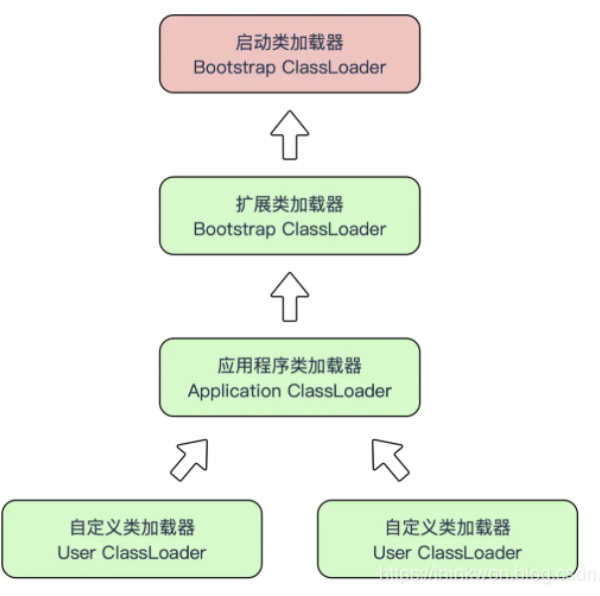 启动类加载器
Bootstrap ClassLoader
扩展类加载器
Bootstrap ClassLoader
应用程序类加载器
Application ClassLoader
自定义类加载器
User ClassLoader
自定义类加载器
User ClassLoader
https://thinkwon.blog.csdn.